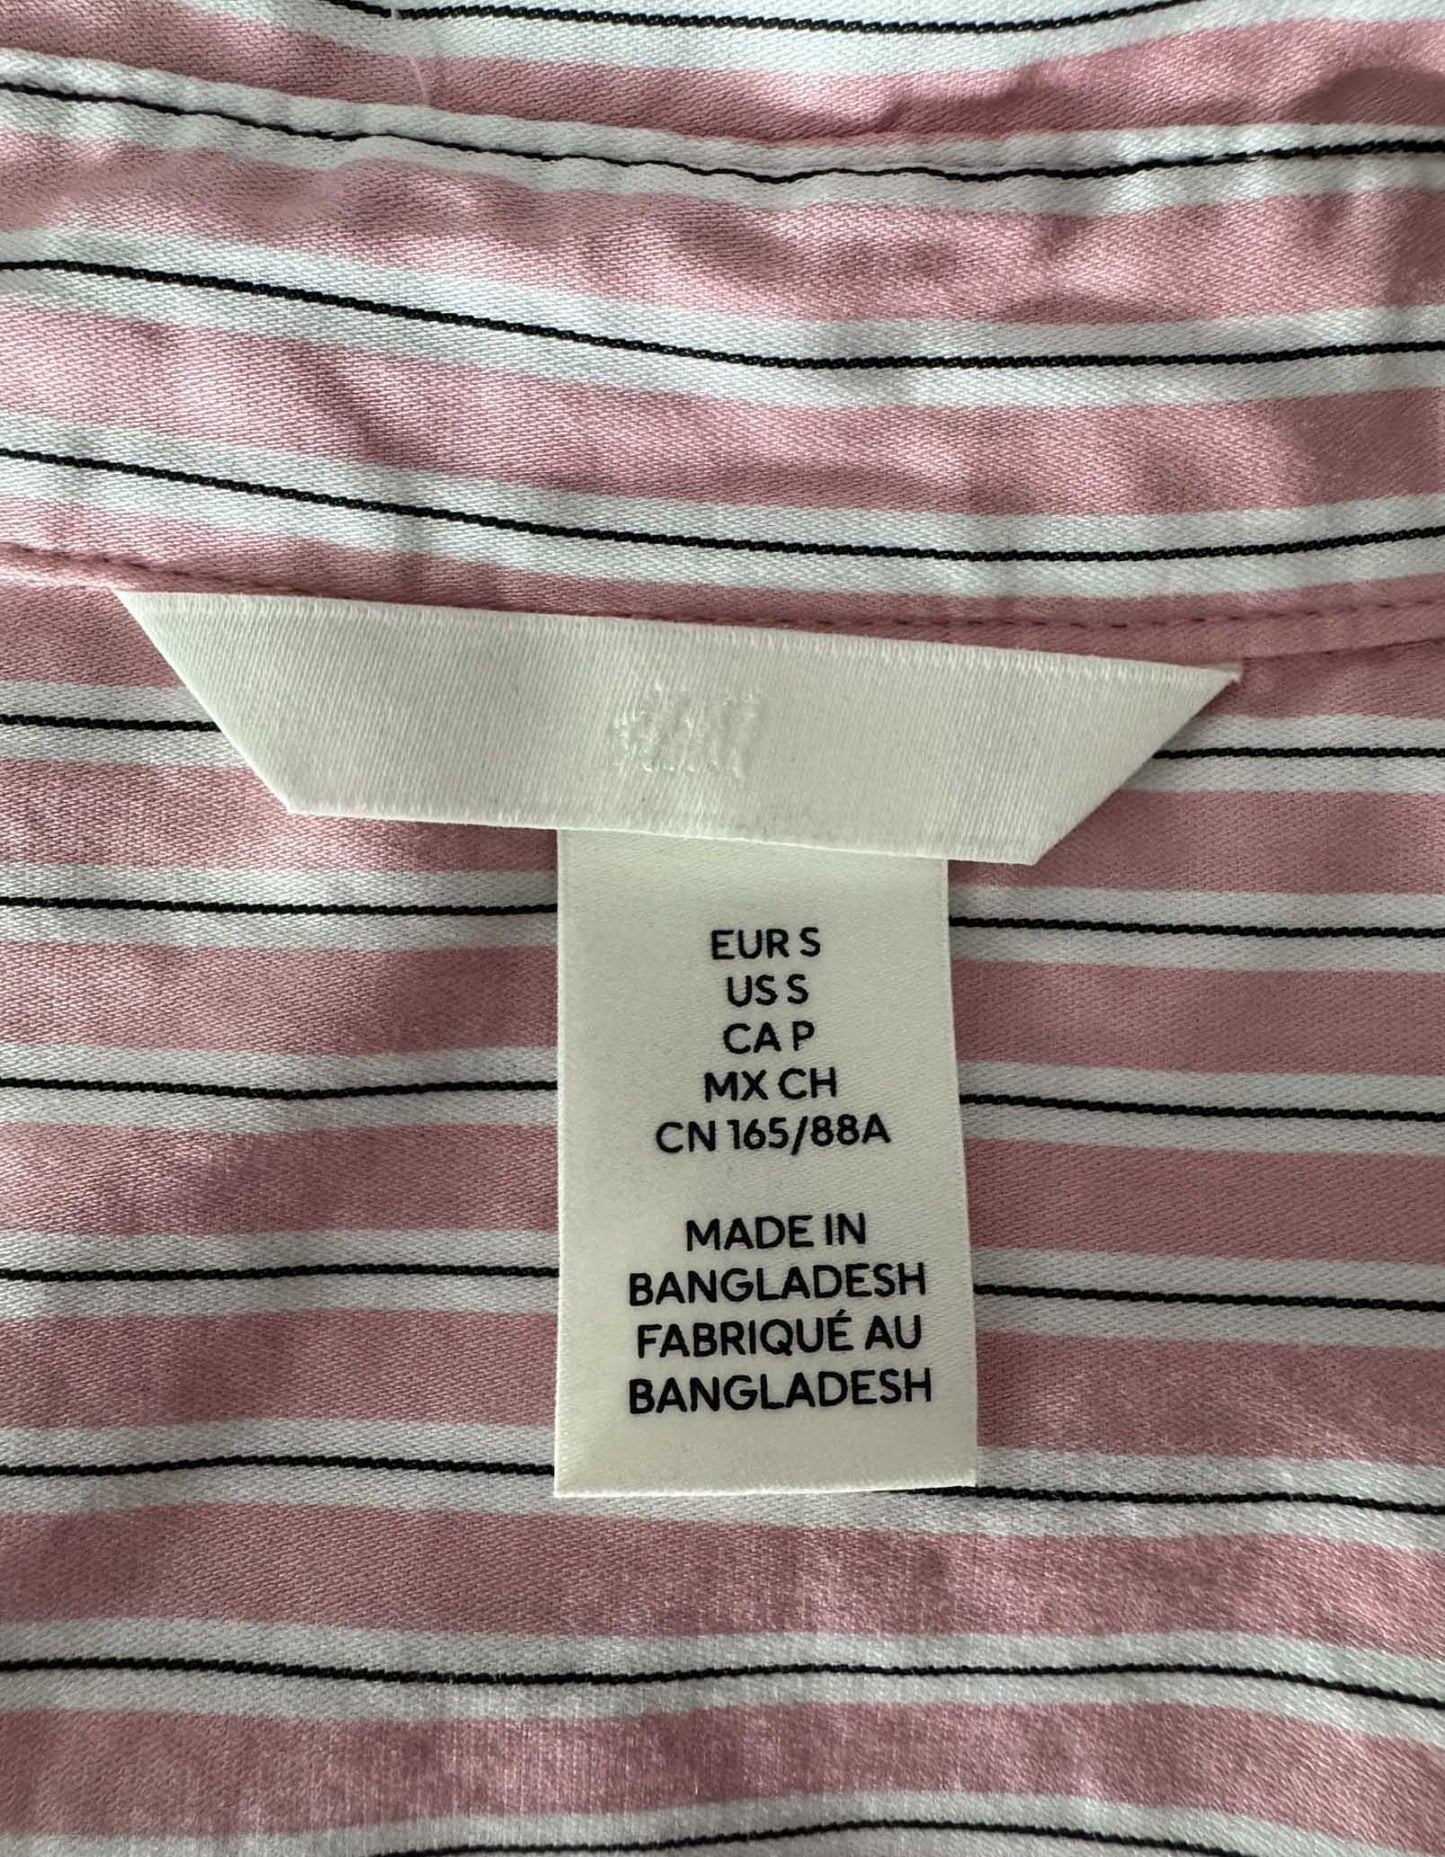 H&M
EUR S
US S
CA P
MX CH
CN 165/88A
MADE IN
BANGLADESH
FABRIQUÉ AU
BANGLADESH